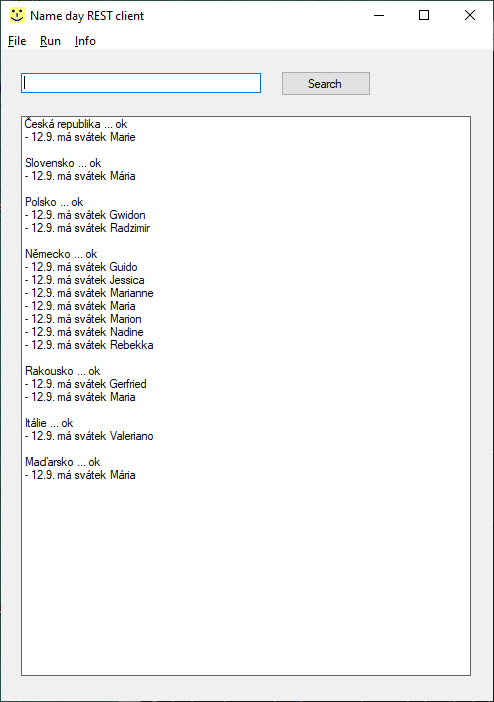 Name day REST client
File Run Info
Search
Česká republika ... ok
- 12.9. má svátek Marie
Slovensko ... ok
- 12.9. má svátek Mária
Polsko ... ok
- 12.9. má svátek Gwidon
- 12.9. má svátek Radzimir
Německo ... ok
- 12.9. má svátek Guido
- 12.9. má svátek Jessica
- 12.9. má svátek Marianne
- 12.9. má svátek Maria
- 12.9. má svátek Marion
- 12.9. má svátek Nadine
- 12.9. má svátek Rebekka
Rakousko ... ok
- 12.9. má svátek Gerfried
- 12.9. má svátek Maria
Itálie ... ok
- 12.9. má svátek Valeriano
Maďarsko ... ok
- 12.9. má svátek Mária